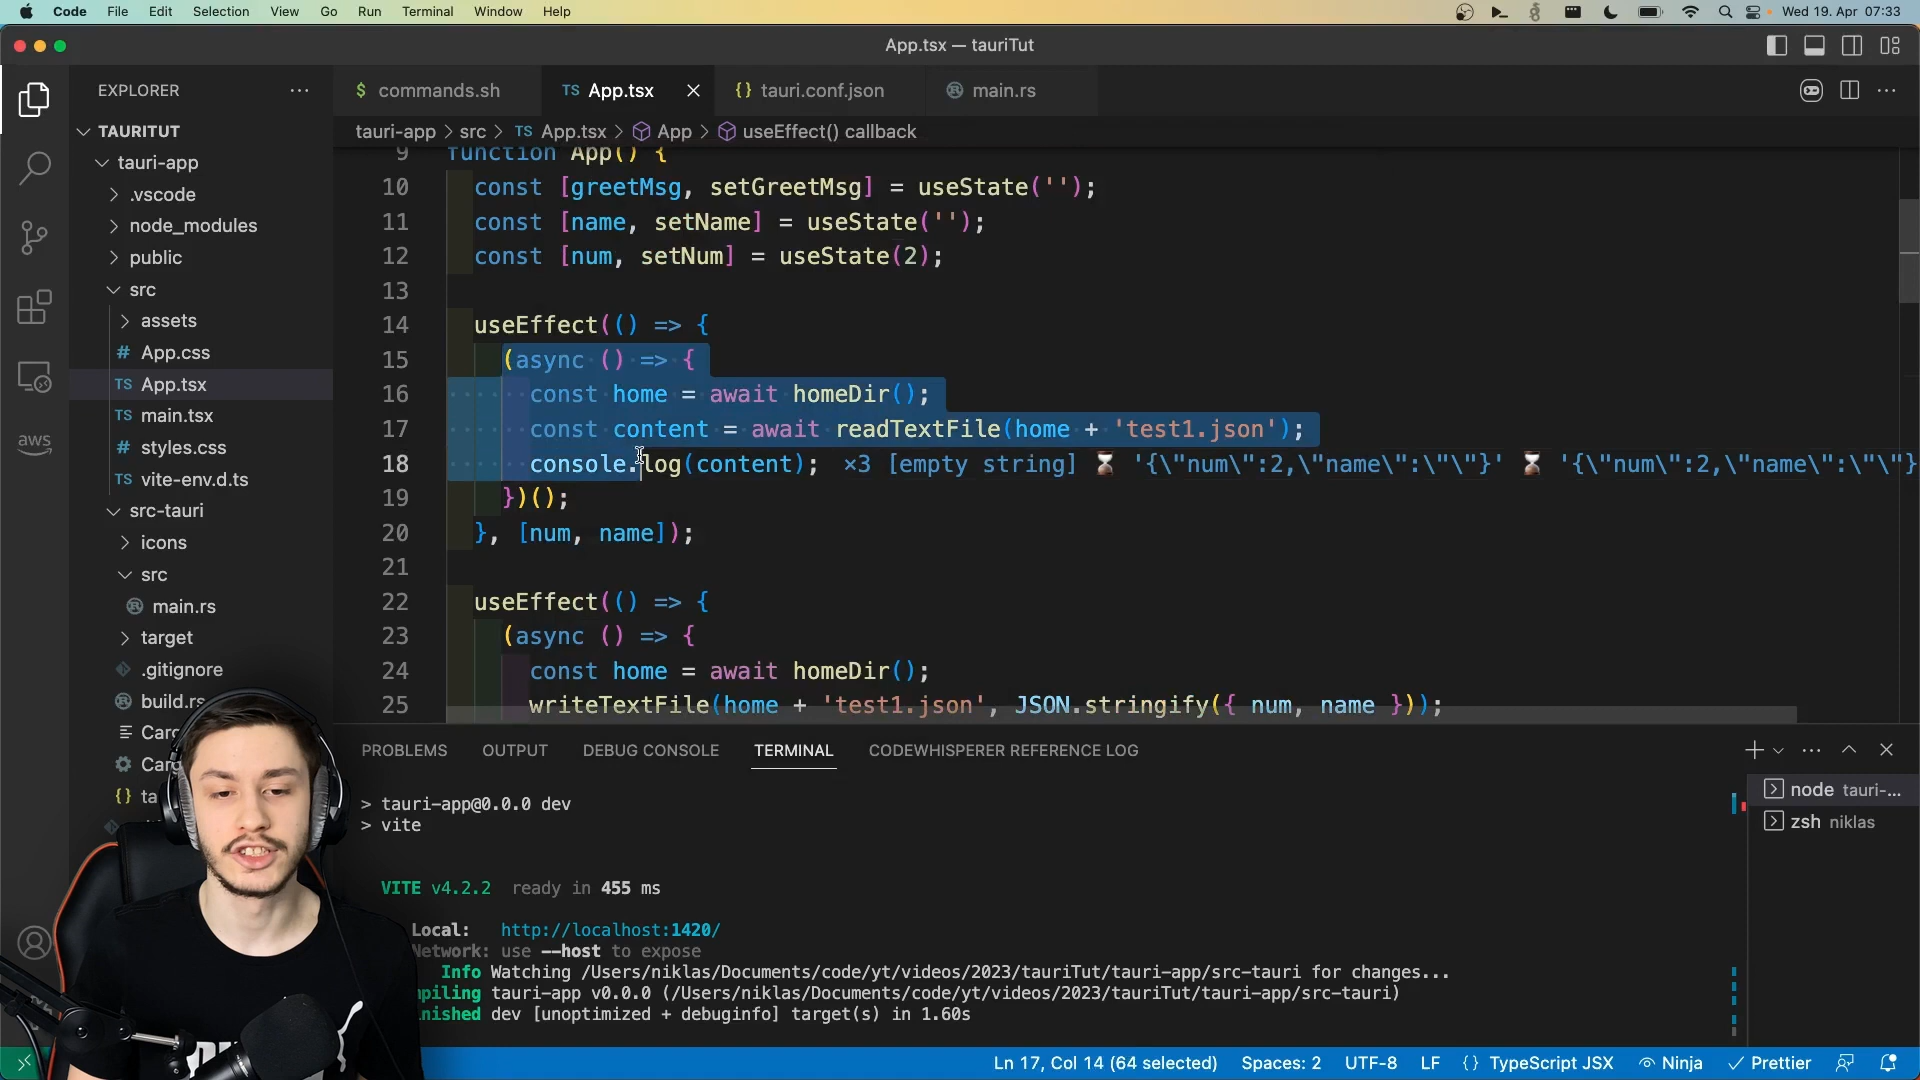 Code File Edit Selection View Go Run Terminal Window Help Wed 19. Apr 07:33
App.tsx — tauriTut
EXPLORER
TAURITUT
tauri-app
.vscode
node_modules
public
src
assets
# App.css
TS App.tsx
TS main.tsx
# styles.css
TS vite-env.d.ts
src-tauri
icons
src
main.rs
target
.gitignore
build.rs
aws
$ commands.sh TS App.tsx {} tauri.conf.json main.rs
tauri-app > src > TS App.tsx > App > useEffect() callback
9 function App() {
10 const [greetMsg, setGreetMsg] = useState('');
11 const [name, setName] = useState('');
12 const [num, setNum] = useState(2);
13
14 useEffect(() => {
15 (async () => {
16 const home = await homeDir();
17 const content = await readTextFile(home + 'test1.json');
18 console.log(content); ×3 [empty string] ⌛ '{\"num\":2,\"name\":\"\"}' ⌛ '{\"num\":2,\"name\":\"\"}
19 })();
20 }, [num, name]);
21
22 useEffect(() => {
23 (async () => {
24 const home = await homeDir();
25 writeTextFile(home + 'test1.json', JSON.stringify({ num, name }));
PROBLEMS OUTPUT DEBUG CONSOLE TERMINAL CODEWHISPERER REFERENCE LOG
> tauri-app@0.0.0 dev
> vite
VITE v4.2.2 ready in 455 ms
Local: http://localhost:1420/
Network: use --host to expose
Info Watching /Users/niklas/Documents/code/yt/videos/2023/tauriTut/tauri-app/src-tauri for changes...
mpiling tauri-app v0.0.0 (/Users/niklas/Documents/code/yt/videos/2023/tauriTut/tauri-app/src-tauri)
nished dev [unoptimized + debuginfo] target(s) in 1.60s
node tauri-...
zsh niklas
Ln 17, Col 14 (64 selected) Spaces: 2 UTF-8 LF {} TypeScript JSX Ninja Prettier